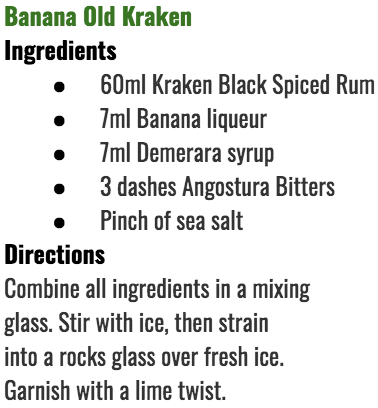 Banana Old Kraken
Ingredients
● 60ml Kraken Black Spiced Rum
● 7ml Banana liqueur
● 7ml Demerara syrup
● 3 dashes Angostura Bitters
● Pinch of sea salt
Directions
Combine all ingredients in a mixing
glass. Stir with ice, then strain
into a rocks glass over fresh ice.
Garnish with a lime twist.